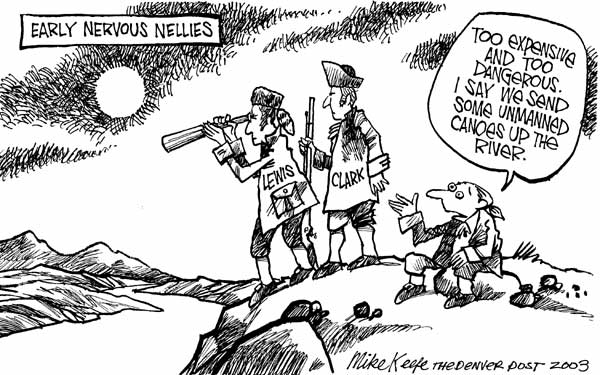 EARLY NERVOUS NELLIES
TOO EXPENSIVE
AND TOO
DANGEROUS.
I SAY WE SEND
SOME UNMANNED
CANOES UP THE
RIVER.
LEWIS
CLARK
Mike Keefe THE DENVER POST 2003